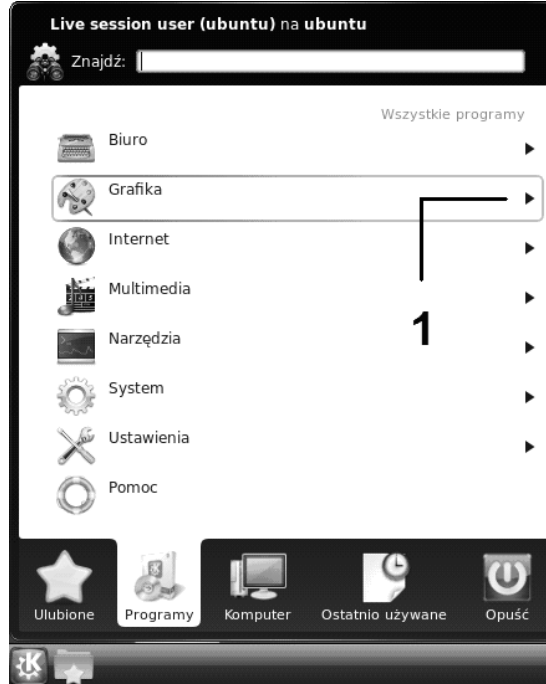 Live session user (ubuntu) na ubuntu
Znajdź:
Wszystkie programy
Biuro
Grafika
Internet
Multimedia
1
Narzędzia
System
Ustawienia
Pomoc
Ulubione Programy Komputer Ostatnio używane Opuść